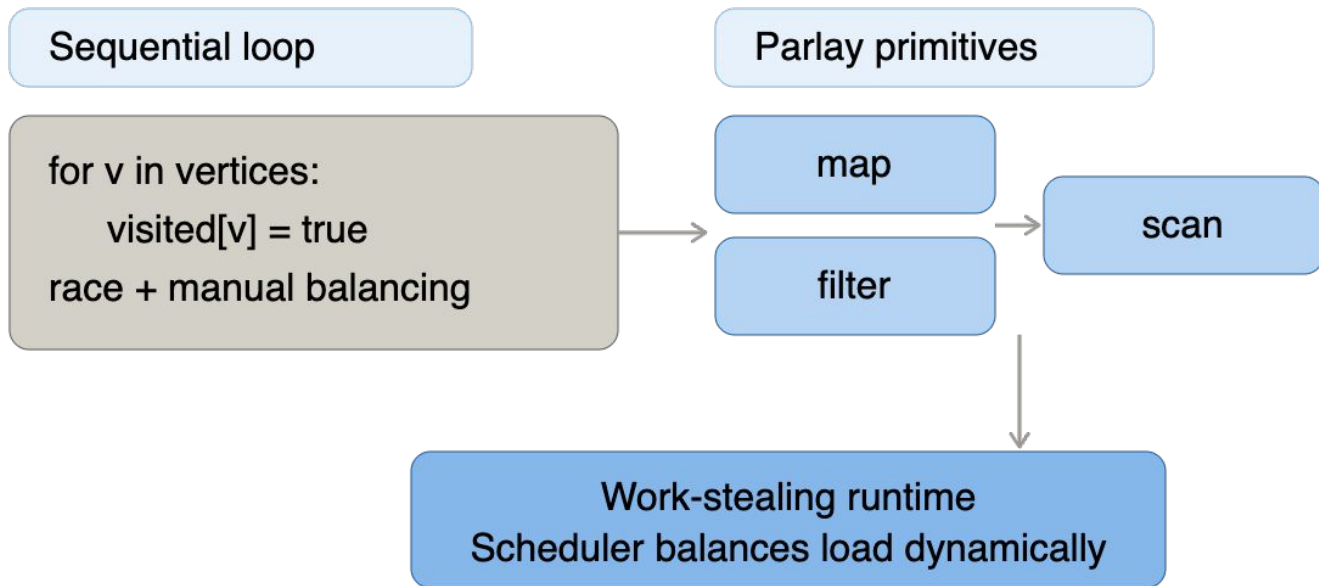 Sequential loop
Parlay primitives
for v in vertices:
visited[v] = true
race + manual balancing
map
filter
scan
Work-stealing runtime
Scheduler balances load dynamically